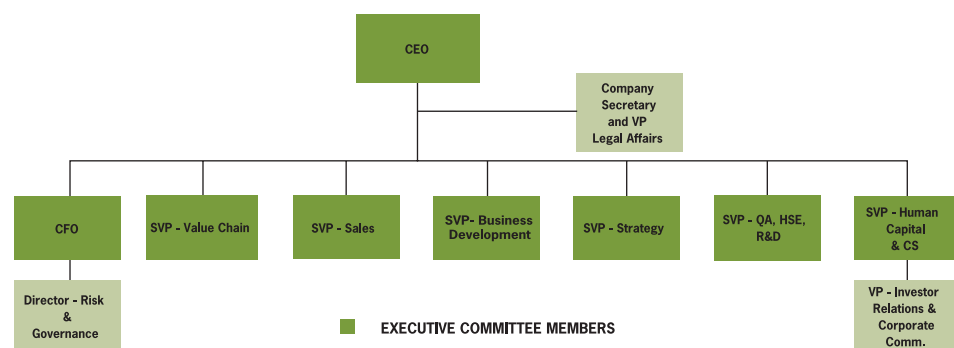 CEO
Company
Secretary
and VP
Legal Affairs
CFO
SVP - Value Chain
SVP - Sales
SVP- Business
Development
SVP - Strategy
SVP - QA, HSE,
R&D
SVP - Human
Capital
& CS
Director - Risk
&
Governance
VP - Investor
Relations &
Corporate
Comm.
EXECUTIVE COMMITTEE MEMBERS